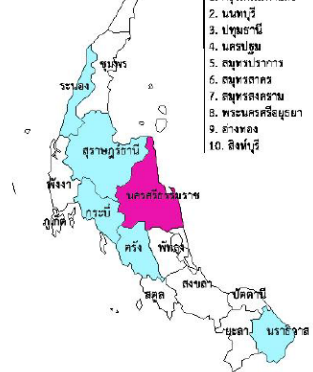 2. นนทบุรี
3. ปทุมธานี
4. นครปฐม
5. สมุทรปราการ
6. สมุทรสาคร
7. สมุทรสงคราม
8. พระนครศรีอยุธยา
9. อ่างทอง
10. สิงห์บุรี
ชุมพร
ระนอง
สุราษฎร์ธานี
พังงา
นครศรีธรรมราช
กระบี่
ภูเก็ต
ตรัง
พัทลุง
สตูล
สงขลา
ปัตตานี
ยะลา
นราธิวาส